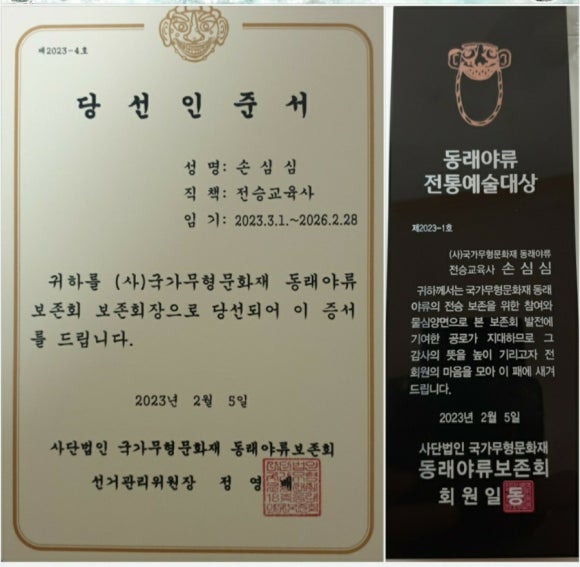 제2023-4호
당선인준서
성 명: 손 심 심
직 책: 전승교육사
임 기: 2023.3.1.~2026.2.28
귀하를 (사)국가무형문화재 동래야류
보존회 보존회장으로 당선되어 이 증서
를 드립니다.
2023년 2월 5일
사단법인 국가무형문화재 동래야류보존회
선거관리위원장 정 영 배
동래야류
전통예술대상
제2023-1호
(사)국가무형문화재 동래야류
전승교육사 손 심 심
귀하께서는 국가무형문화재 동래
야류의 전승 보존을 위한 참여와
물심양면으로 본 보존회 발전에
기여한 공로가 지대하므로 그
감사의 뜻을 높이 기리고자 전
회원의 마음을 모아 이 패에 새겨
드립니다.
2023년 2월 5일
사단법인 국가무형문화재
동래야류보존회
회 원 일 동